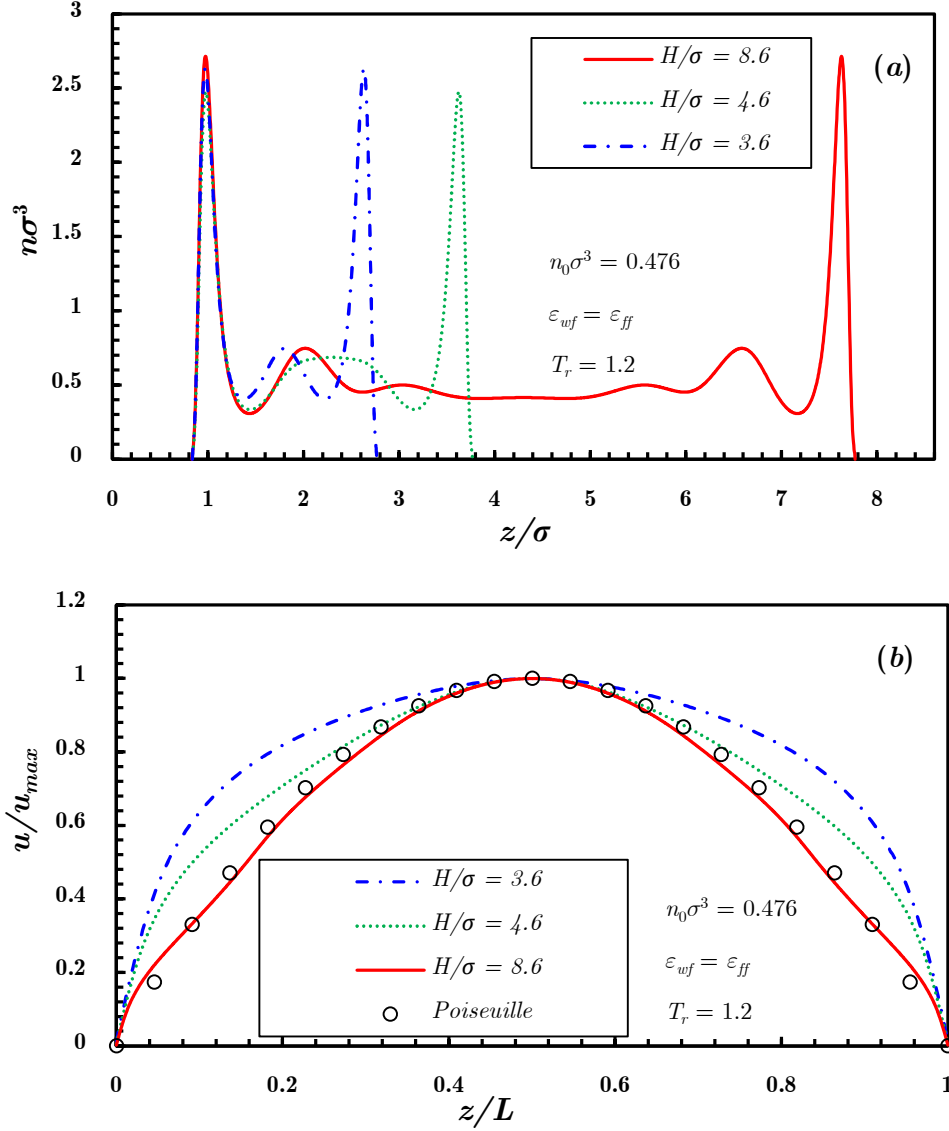 3
2.5
2
1.5
1
0.5
0
nσ³
H/σ = 8.6
H/σ = 4.6
H/σ = 3.6
(a)
n₀σ³ = 0.476
ε_wf = ε_ff
T_r = 1.2
0 1 2 3 4 5 6 7 8
z/σ
1.2
1
0.8
0.6
0.4
0.2
0
u/u_max
(b)
H/σ = 3.6
H/σ = 4.6
H/σ = 8.6
Poiseuille
n₀σ³ = 0.476
ε_wf = ε_ff
T_r = 1.2
0 0.2 0.4 0.6 0.8 1
z/L